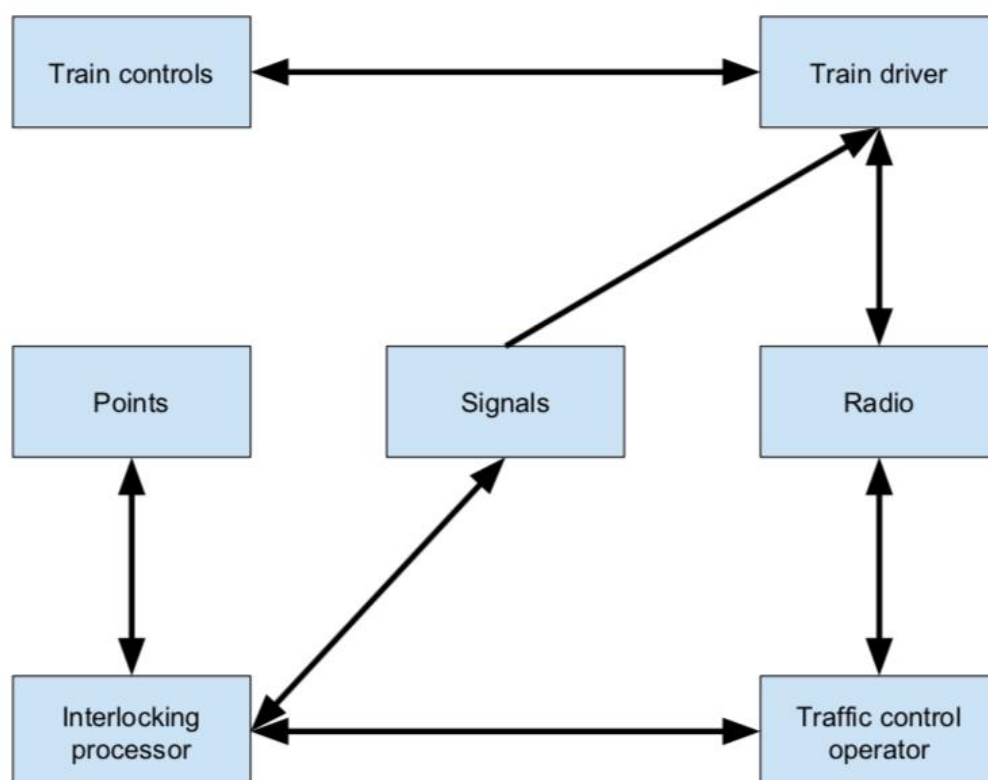 Train controls
Train driver
Points
Signals
Radio
Interlocking
processor
Traffic control
operator